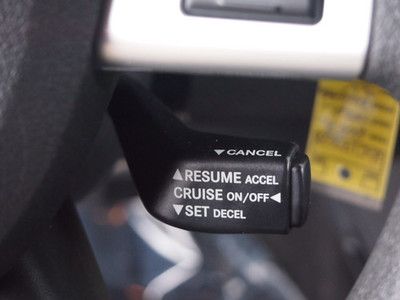 ▼CANCEL
▲RESUME ACCEL
CRUISE ON/OFF◀
▼SET DECEL